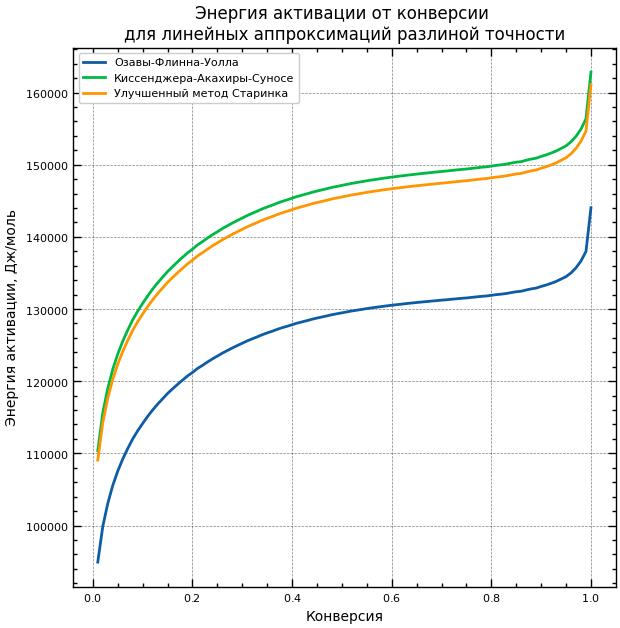 Энергия активации от конверсии
для линейных аппроксимаций разлиной точности
Озавы-Флинна-Уолла
Киссенджера-Акахиры-Суносе
Улучшенный метод Старинка
Энергия активации, Дж/моль
160000
150000
140000
130000
120000
110000
100000
0.0 0.2 0.4 0.6 0.8 1.0
Конверсия